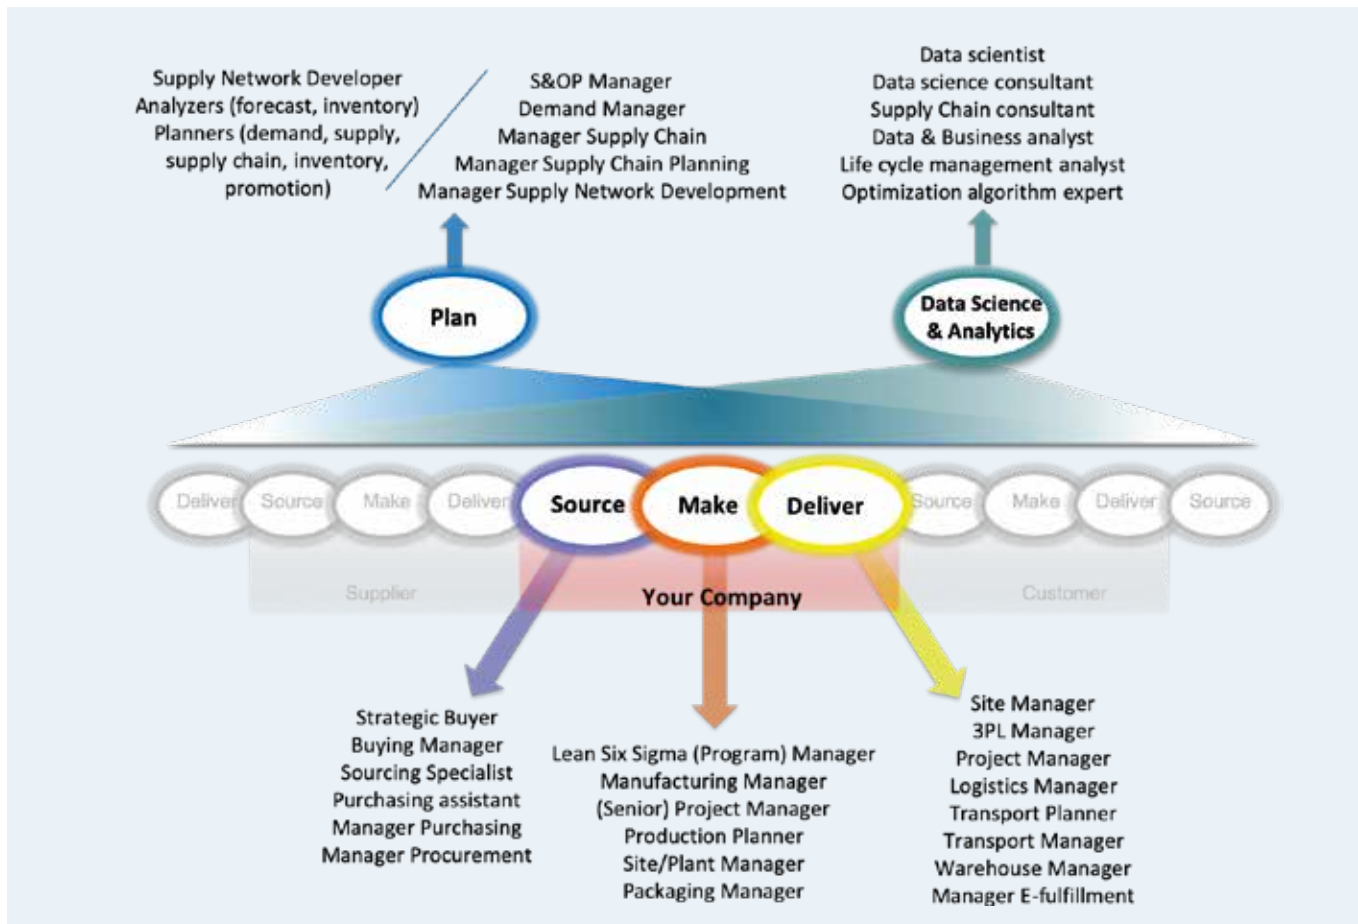 Supply Network Developer
Analyzers (forecast, inventory)
Planners (demand, supply,
supply chain, inventory,
promotion)
S&OP Manager
Demand Manager
Manager Supply Chain
Manager Supply Chain Planning
Manager Supply Network Development
Data scientist
Data science consultant
Supply Chain consultant
Data & Business analyst
Life cycle management analyst
Optimization algorithm expert
Plan
Data Science
& Analytics
Deliver Source Make Deliver Source Make Deliver Source Make Deliver Source
Supplier Your Company Customer
Strategic Buyer
Buying Manager
Sourcing Specialist
Purchasing assistant
Manager Purchasing
Manager Procurement
Lean Six Sigma (Program) Manager
Manufacturing Manager
(Senior) Project Manager
Production Planner
Site/Plant Manager
Packaging Manager
Site Manager
3PL Manager
Project Manager
Logistics Manager
Transport Planner
Transport Manager
Warehouse Manager
Manager E-fulfillment